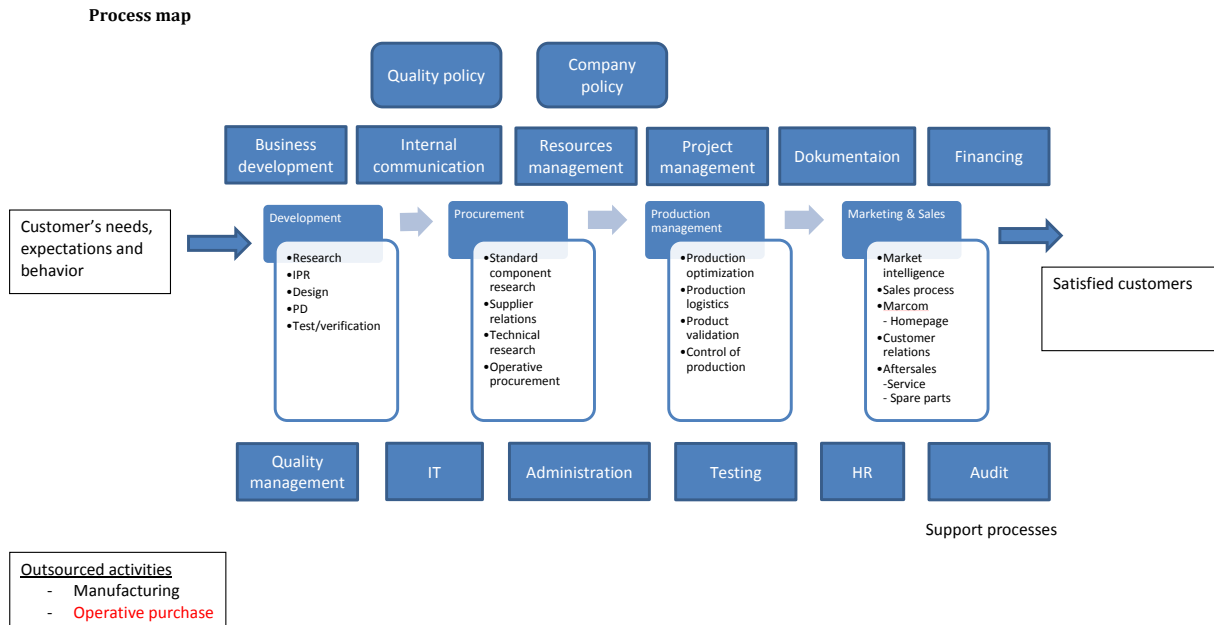 Process map
Quality policy
Company
policy
Business
development
Internal
communication
Resources
management
Project
management
Dokumentaion
Financing
Customer’s needs,
expectations and
behavior
Development
•Research
•IPR
•Design
•PD
•Test/verification
Procurement
•Standard
component
research
•Supplier
relations
•Technical
research
•Operative
procurement
Production
management
•Production
optimization
•Production
logistics
•Product
validation
•Control of
production
Marketing & Sales
•Market
intelligence
•Sales process
•Marcom
- Homepage
•Customer
relations
•Aftersales
-Service
- Spare parts
Satisfied customers
Quality
management
IT
Administration
Testing
HR
Audit
Support processes
Outsourced activities
- Manufacturing
- Operative purchase